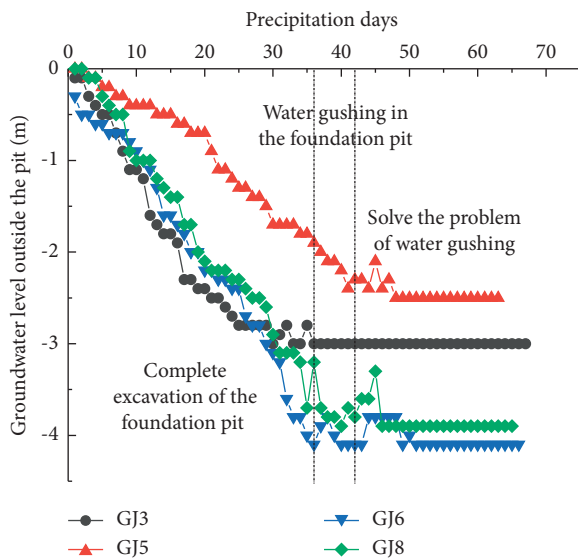 Precipitation days
0 10 20 30 40 50 60 70
0
-1
-2
-3
-4
Groundwater level outside the pit (m)
Water gushing in
the foundation pit
Solve the problem
of water gushing
Complete
excavation of the
foundation pit
GJ3 GJ6
GJ5 GJ8